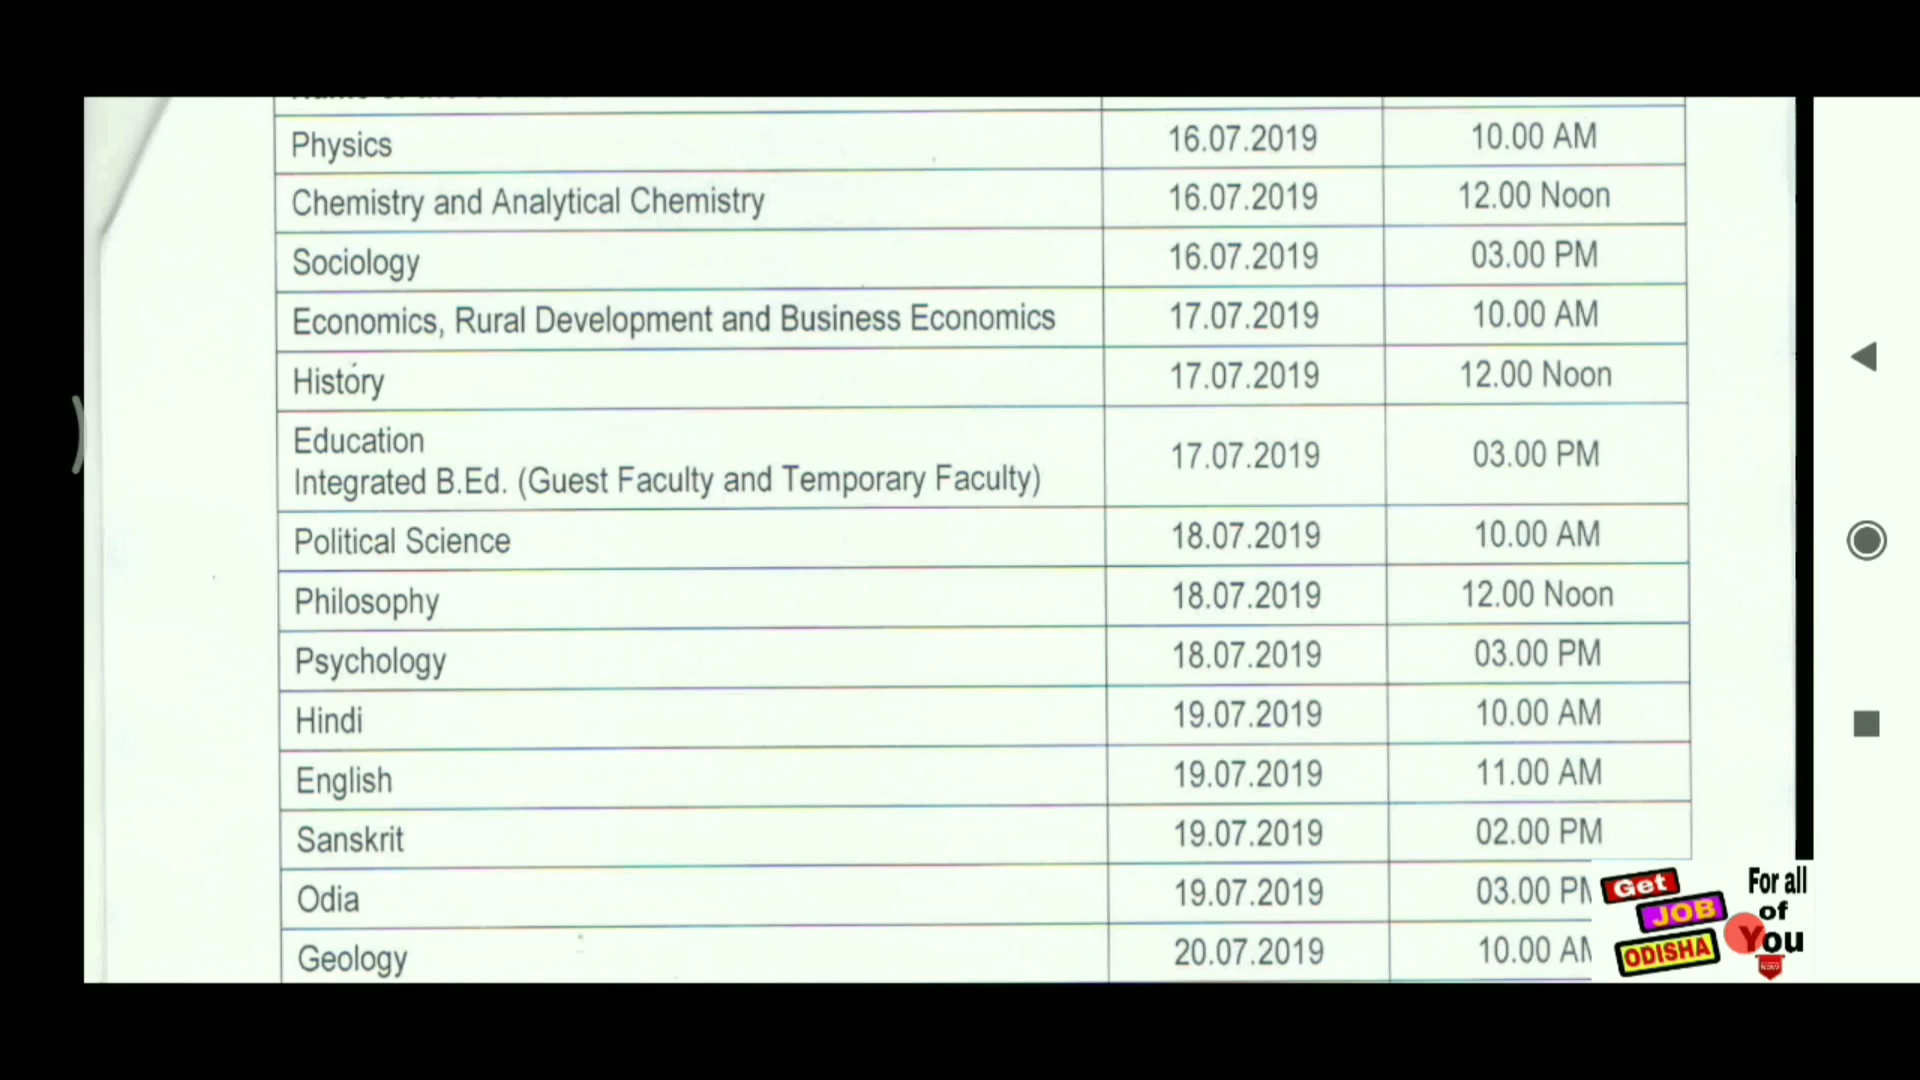 Physics 16.07.2019 10.00 AM
Chemistry and Analytical Chemistry 16.07.2019 12.00 Noon
Sociology 16.07.2019 03.00 PM
Economics, Rural Development and Business Economics 17.07.2019 10.00 AM
History 17.07.2019 12.00 Noon
Education
Integrated B.Ed. (Guest Faculty and Temporary Faculty) 17.07.2019 03.00 PM
Political Science 18.07.2019 10.00 AM
Philosophy 18.07.2019 12.00 Noon
Psychology 18.07.2019 03.00 PM
Hindi 19.07.2019 10.00 AM
English 19.07.2019 11.00 AM
Sanskrit 19.07.2019 02.00 PM
Odia 19.07.2019 03.00
Geology 20.07.2019 10.00
Get
JOB
ODISHA
For all
of
You